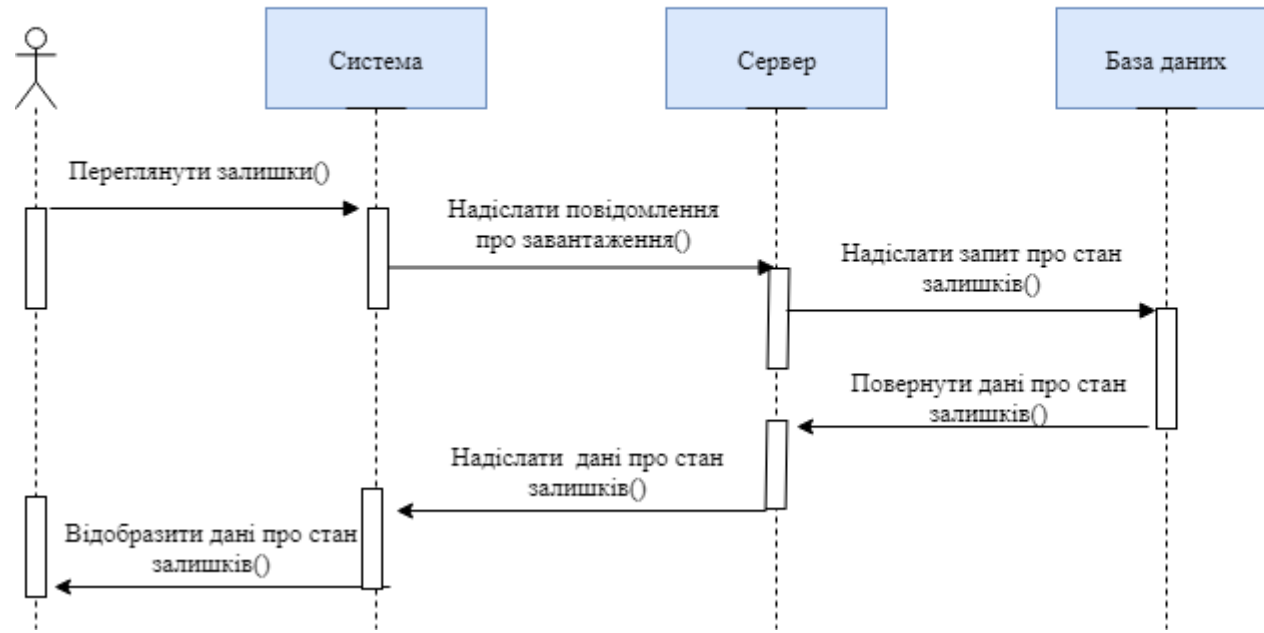 Система
Сервер
База даних
Переглянути залишки()
Надіслати повідомлення
про завантаження()
Надіслати запит про стан
залишків()
Повернути дані про стан
залишків()
Надіслати  дані про стан
залишків()
Відобразити дані про стан
залишків()